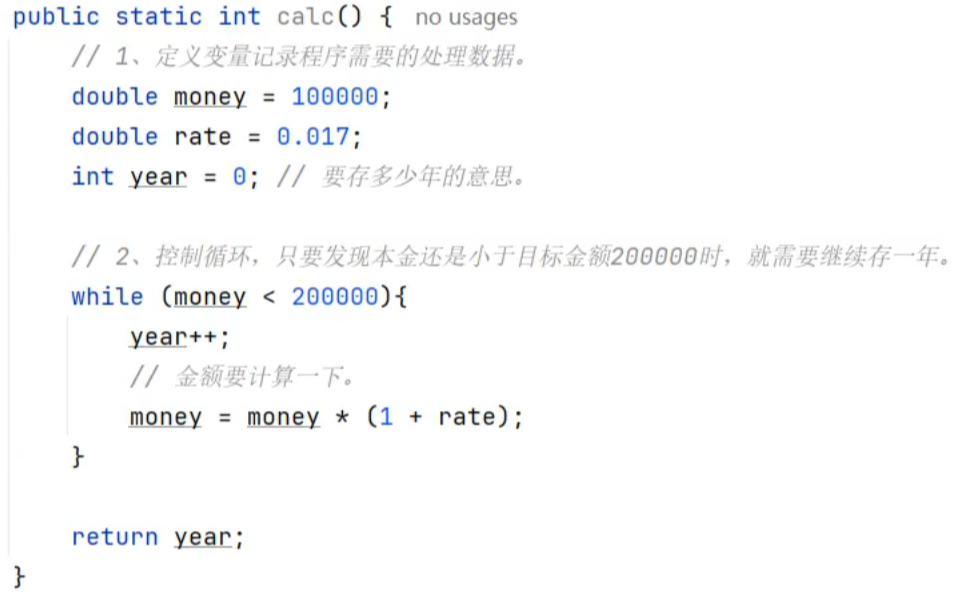 public static int calc() { no usages
// 1、定义变量记录程序需要的处理数据。
double money = 100000;
double rate = 0.017;
int year = 0; // 要存多少年的意思。
// 2、控制循环，只要发现本金还是小于目标金额200000时，就需要继续存一年。
while (money < 200000){
year++;
// 金额要计算一下。
money = money * (1 + rate);
}
return year;
}